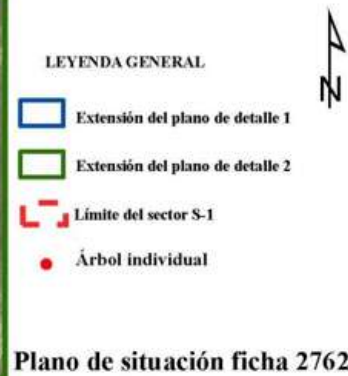 LEYENDA GENERAL
N
Extensión del plano de detalle 1
Extensión del plano de detalle 2
Límite del sector S-1
Árbol individual
Plano de situación ficha 2762